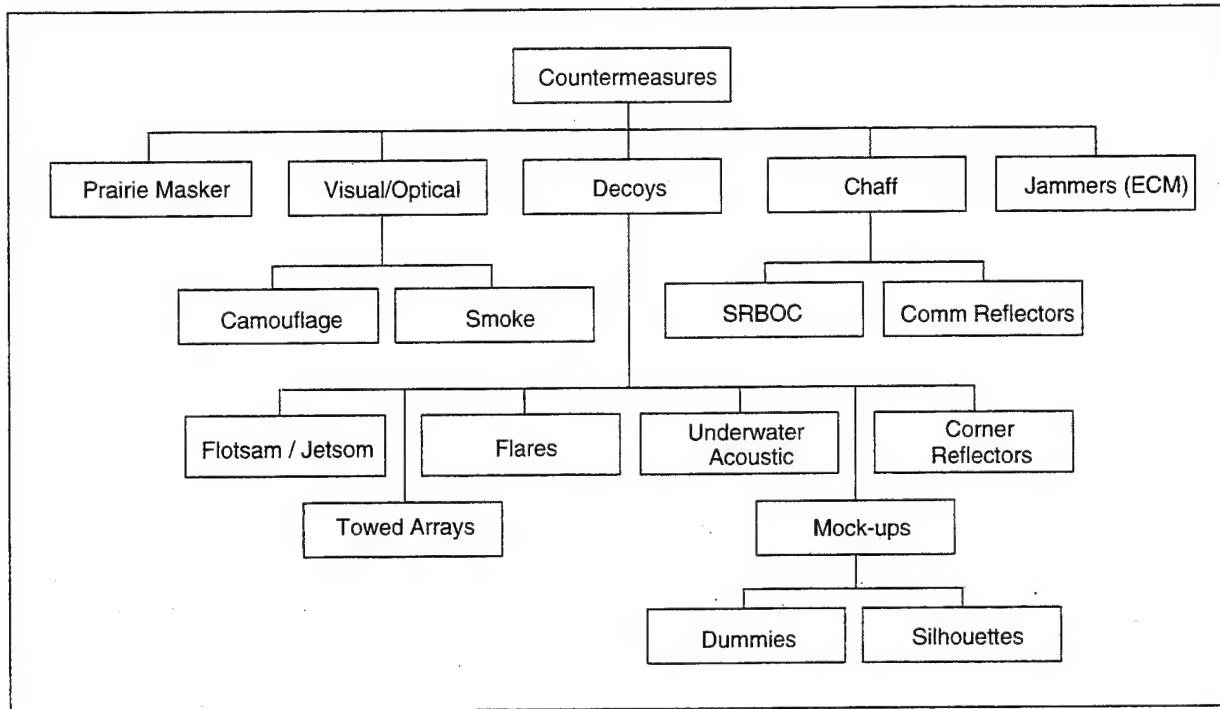 Countermeasures
Prairie Masker
Visual/Optical
Decoys
Chaff
Jammers (ECM)
Camouflage
Smoke
SRBOC
Comm Reflectors
Flotsam / Jetsom
Flares
Underwater
Acoustic
Corner
Reflectors
Towed Arrays
Mock-ups
Dummies
Silhouettes